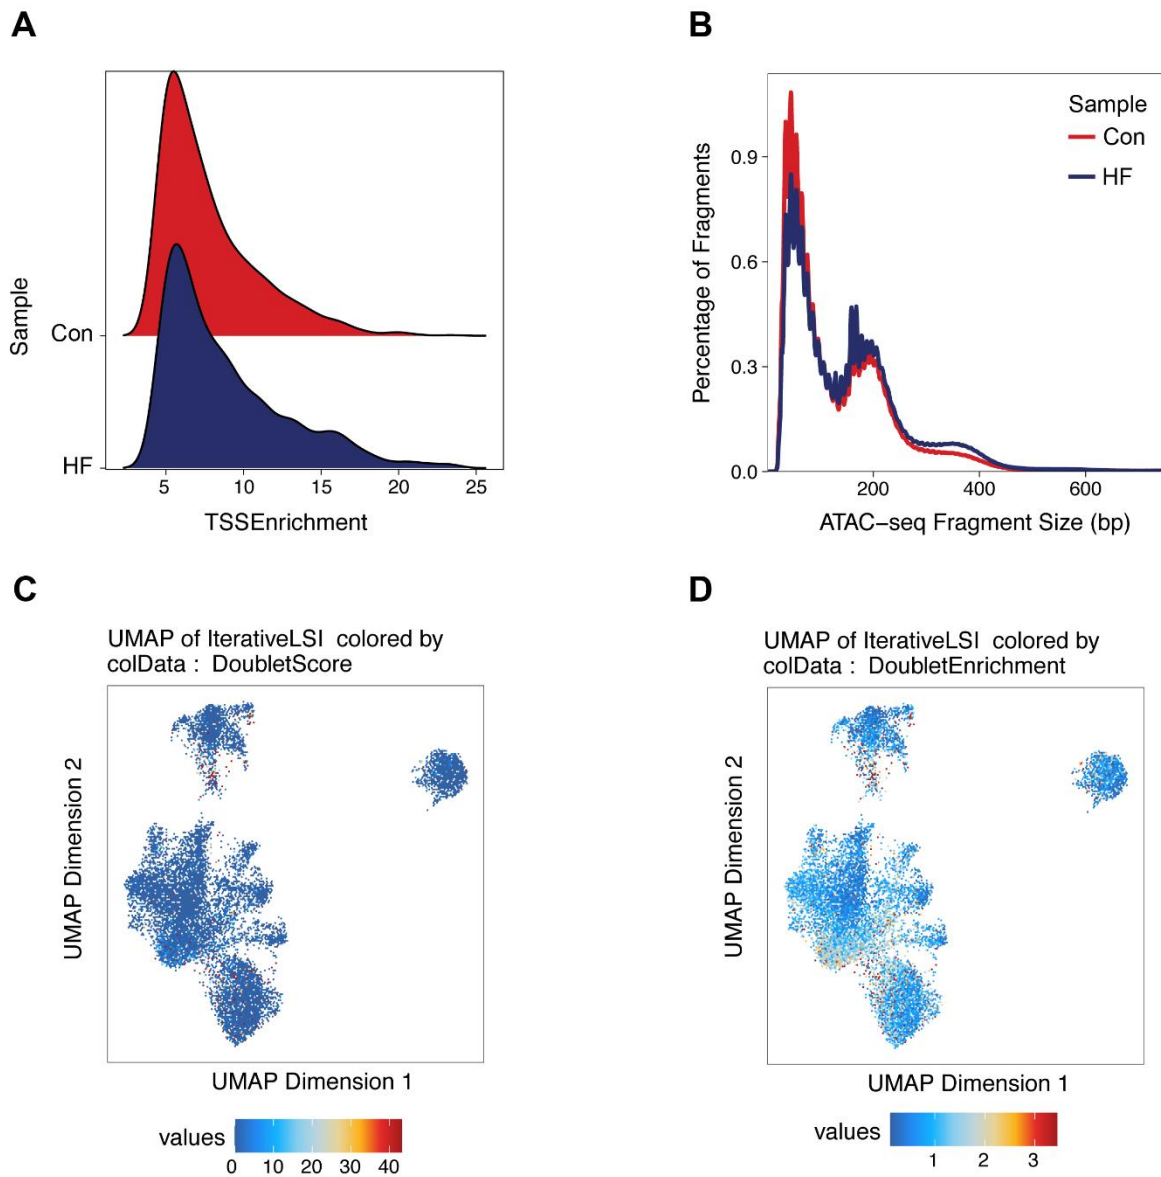 A
Sample
Con
HF
5 10 15 20 25
TSSEnrichment
B
Percentage of Fragments
0.9
0.6
0.3
0.0
Sample
Con
HF
200 400 600
ATAC−seq Fragment Size (bp)
C
UMAP of IterativeLSI colored by
colData : DoubletScore
UMAP Dimension 2
UMAP Dimension 1
values
0 10 20 30 40
D
UMAP of IterativeLSI colored by
colData : DoubletEnrichment
UMAP Dimension 2
UMAP Dimension 1
values
1 2 3